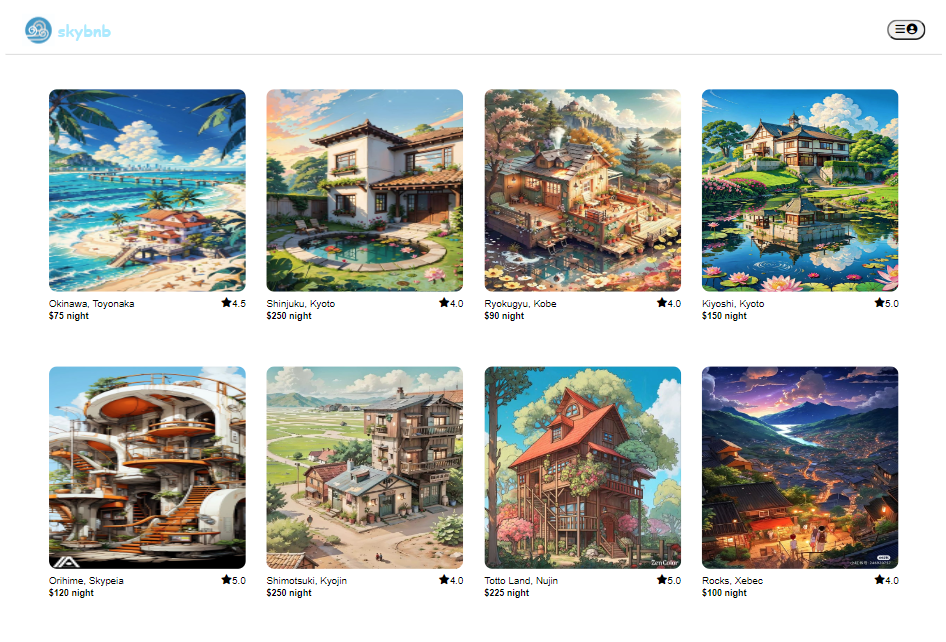 skybnb
Okinawa, Toyonaka ★4.5
$75 night
Shinjuku, Kyoto ★4.0
$250 night
Ryokugyu, Kobe ★4.0
$90 night
Kiyoshi, Kyoto ★5.0
$150 night
Orihime, Skypeia ★5.0
$120 night
Shimotsuki, Kyojin ★4.0
$250 night
ZenColor
Totto Land, Nujin ★5.0
$225 night
Rocks, Xebec ★4.0
$100 night